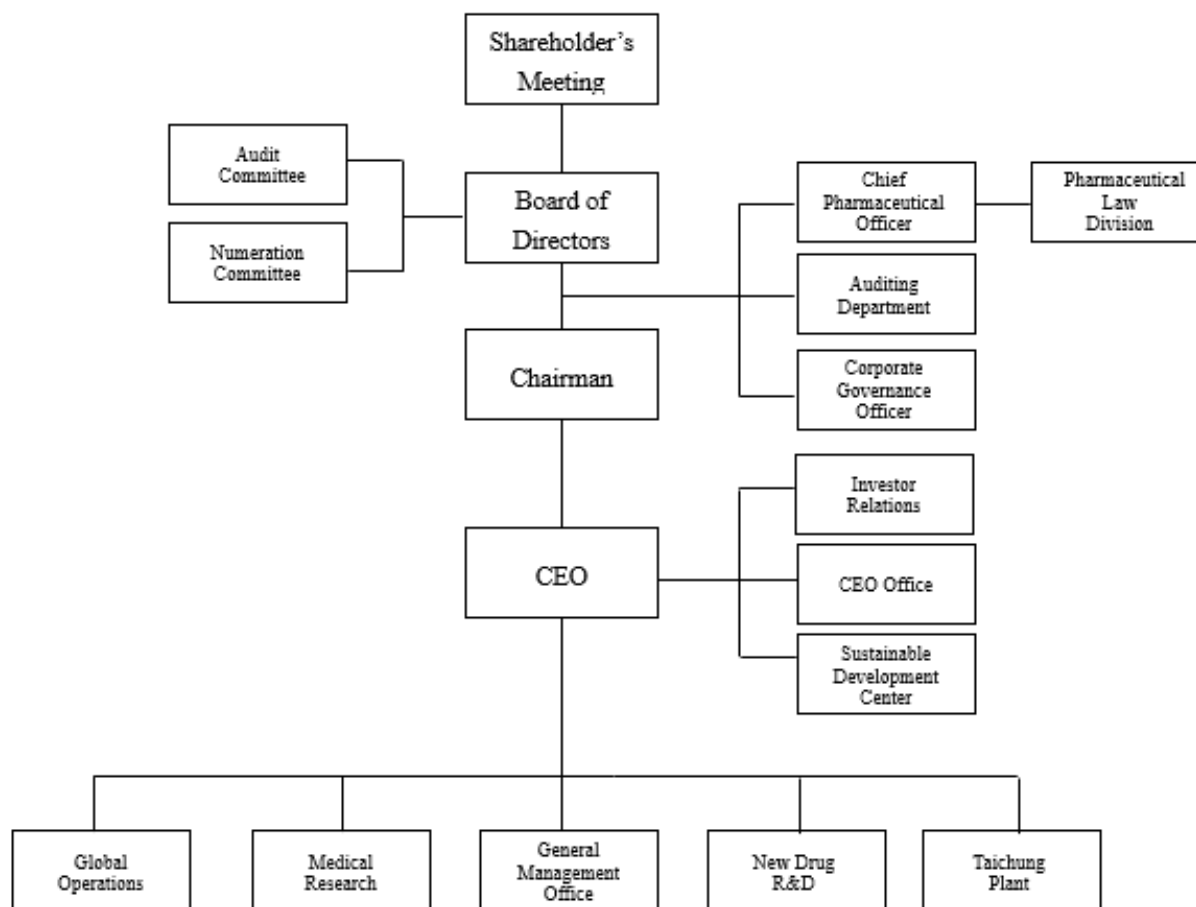 Shareholder's
Meeting
Audit
Committee
Numeration
Committee
Board of
Directors
Chief
Pharmaceutical
Officer
Pharmaceutical
Law
Division
Auditing
Department
Corporate
Governance
Officer
Chairman
Investor
Relations
CEO
CEO Office
Sustainable
Development
Center
Global
Operations
Medical
Research
General
Management
Office
New Drug
R&D
Taichung
Plant